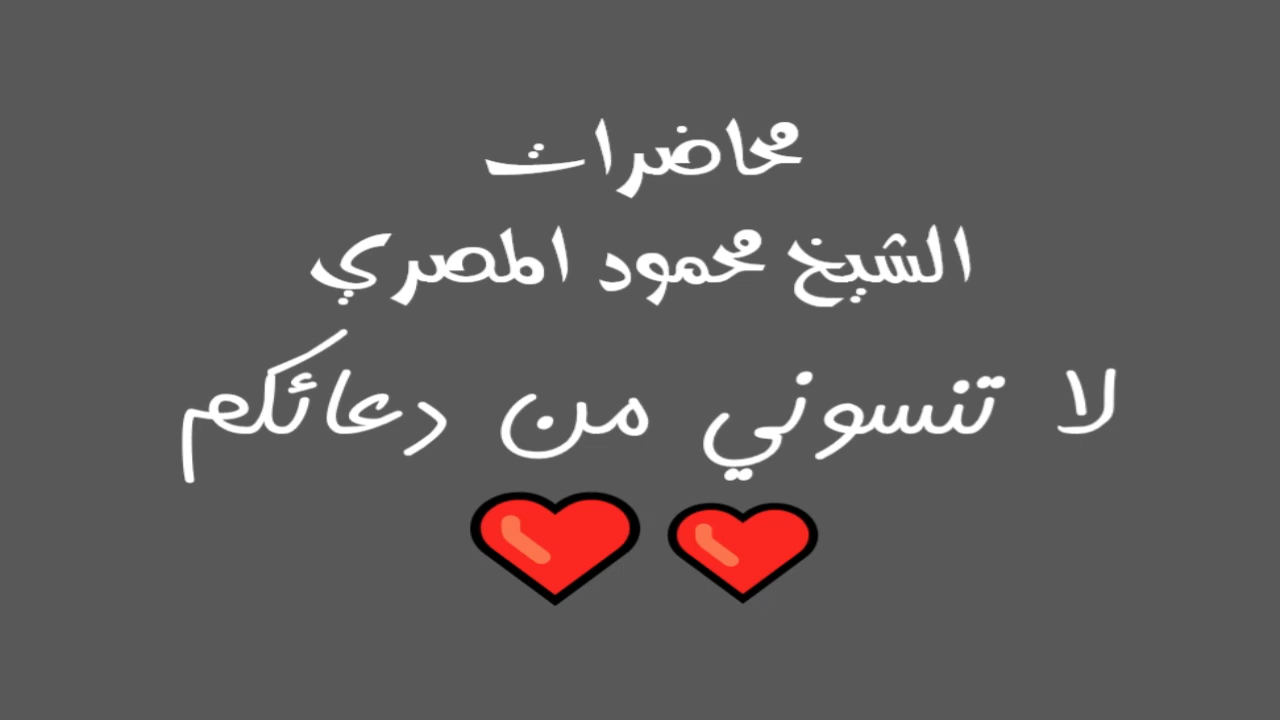 محاضرات
الشيخ محمود المصري
لا تنسوني من دعائكم